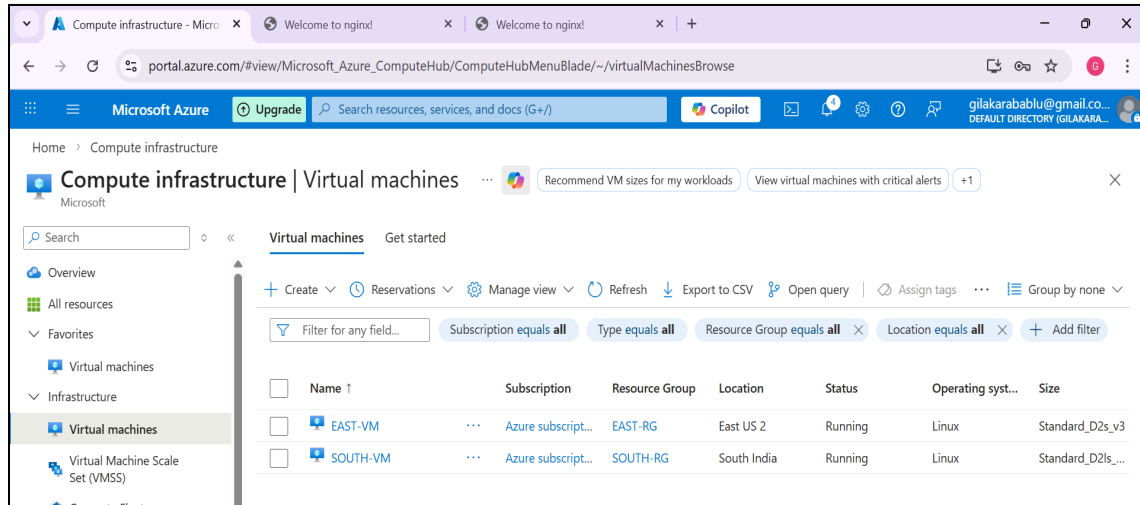 Compute infrastructure - Micro
Welcome to nginx!
Welcome to nginx!
portal.azure.com/#view/Microsoft_Azure_ComputeHub/ComputeHubMenuBlade/~/virtualMachinesBrowse
G
Microsoft Azure
Upgrade
Search resources, services, and docs (G+/)
Copilot
4
gilakarabablu@gmail.co...
DEFAULT DIRECTORY (GILAKARA...
Home > Compute infrastructure
Compute infrastructure | Virtual machines ...
Recommend VM sizes for my workloads
View virtual machines with critical alerts
+1
Microsoft
Search
Virtual machines Get started
Overview
All resources
Favorites
Virtual machines
Infrastructure
Virtual machines
Virtual Machine Scale
Set (VMSS)
Create Reservations Manage view Refresh Export to CSV Open query | Assign tags ... Group by none
Filter for any field...
Subscription equals all
Type equals all
Resource Group equals all
Location equals all
Add filter
Name ↑ Subscription Resource Group Location Status Operating syst... Size
EAST-VM ... Azure subscript... EAST-RG East US 2 Running Linux Standard_D2s_v3
SOUTH-VM ... Azure subscript... SOUTH-RG South India Running Linux Standard_D2ls_...